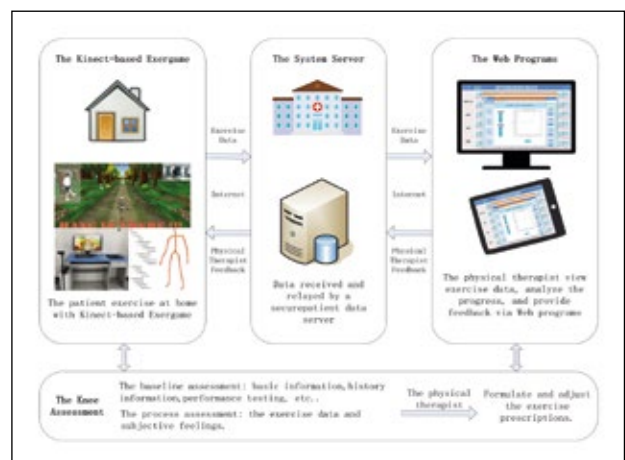 The Kinect-based Exergame
The System Server
The Web Programs
Exercise
Data
Internet
Physical
Therapist
Feedback
Exercise
Data
Internet
Physical
Therapist
Feedback
The patient exercise at home
with Kinect-based Exergame
Data received and
relayed by a
securepatient data
server
The physical therapist view
exercise data, analyse the
progress, and provide
feedback via Web programs
The Knee
Assessment
The baseline assessment: basic information,history
information,performance testing, etc..
The process assessment: the exercise data and
subjective feelings.
The physical
therapist
Formulate and adjust
the exercise
prescriptions.